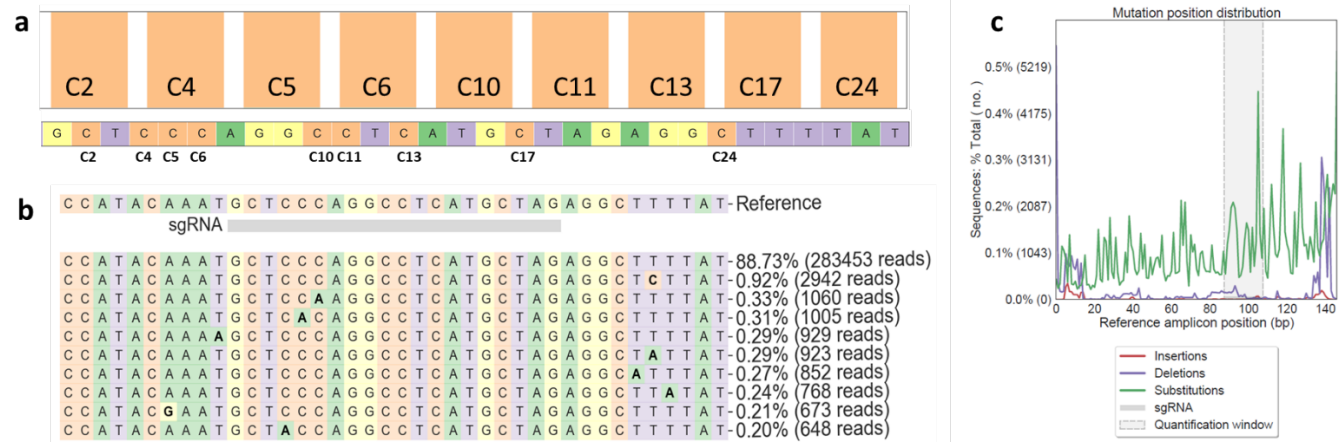 a
C2 C4 C5 C6 C10 C11 C13 C17 C24
G C T C C C A G G C C T C A T G C T A G A G G C T T T T A T
C2 C4 C5 C6 C10 C11 C13 C17 C24
b
C C A T A C A A A T G C T C C C A G G C C T C A T G C T A G A G G C T T T T A T -Reference
sgRNA
C C A T A C A A A T G C T C C C A G G C C T C A T G C T A G A G G C T T T T A T -88.73% (283453 reads)
C C A T A C A A A T G C T C C C A G G C C T C A T G C T A G A G G C T C T T A T -0.92% (2942 reads)
C C A T A C A A A T G C T C C A A G G C C T C A T G C T A G A G G C T T T T A T -0.33% (1060 reads)
C C A T A C A A A T G C T C A C A G G C C T C A T G C T A G A G G C T T T T A T -0.31% (1005 reads)
C C A T A C A A A A G C T C C C A G G C C T C A T G C T A G A G G C T T T T A T -0.29% (929 reads)
C C A T A C A A A T G C T C C C A G G C C T C A T G C T A G A G G C T A T T A T -0.29% (923 reads)
C C A T A C A A A T G C T C C C A G G C C T C A T G C T A G A G G C A T T T A T -0.27% (852 reads)
C C A T A C A A A T G C T C C C A G G C C T C A T G C T A G A G G C T T A T A T -0.24% (768 reads)
C C A T A C G A A T G C T C C C A G G C C T C A T G C T A G A G G C T T T T A T -0.21% (673 reads)
C C A T A C A A A T G C T A C C A G G C C T C A T G C T A G A G G C T T T T A T -0.20% (648 reads)
c
Mutation position distribution
Sequences: % Total ( no. )
0.5% (5219)
0.4% (4175)
0.3% (3131)
0.2% (2087)
0.1% (1043)
0.0% (0)
0 20 40 60 80 100 120 140
Reference amplicon position (bp)
Insertions
Deletions
Substitutions
sgRNA
Quantification window